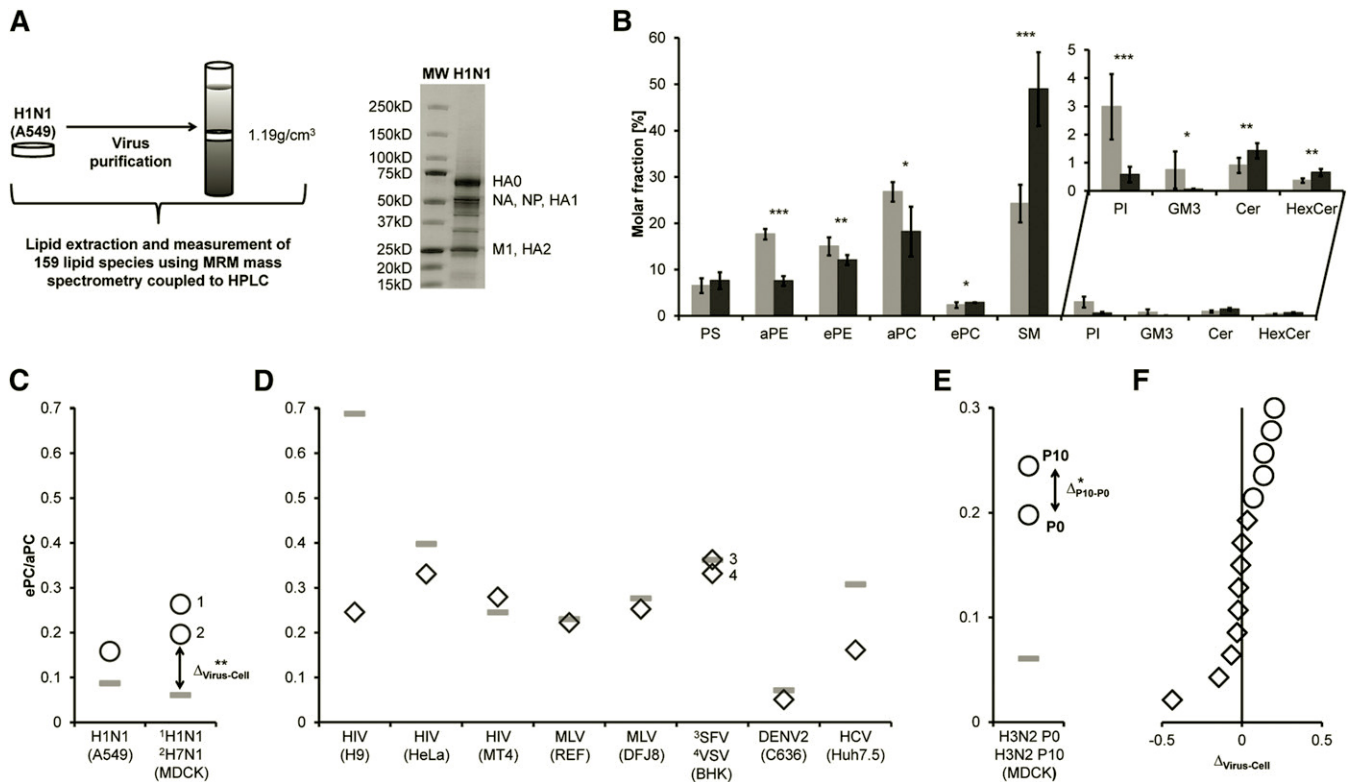 A
H1N1
(A549)
Virus
purification
1.19g/cm³
Lipid extraction and measurement of
159 lipid species using MRM mass
spectrometry coupled to HPLC
MW H1N1
250kD
150kD
100kD
75kD
50kD
37kD
25kD
20kD
15kD
HA0
NA, NP, HA1
M1, HA2
B
Molar fraction [%]
60
50
40
30
20
10
0
***
**
*
*
***
PS aPE ePE aPC ePC SM
PI GM3 Cer HexCer
5
4
3
2
1
0
***
*
**
**
PI GM3 Cer HexCer
C
ePC/aPC
0.7
0.6
0.5
0.4
0.3
0.2
0.1
0
1
2
**
ΔVirus-Cell
H1N1
(A549)
¹H1N1
²H7N1
(MDCK)
D
0.7
0.6
0.5
0.4
0.3
0.2
0.1
0
3
4
HIV
(H9)
HIV
(HeLa)
HIV
(MT4)
MLV
(REF)
MLV
(DFJ8)
³SFV
⁴VSV
(BHK)
DENV2
(C636)
HCV
(Huh7.5)
E
0.3
0.2
0.1
0
P10
*
ΔP10-P0
P0
H3N2 P0
H3N2 P10
(MDCK)
F
-0.5 0 0.5
ΔVirus-Cell